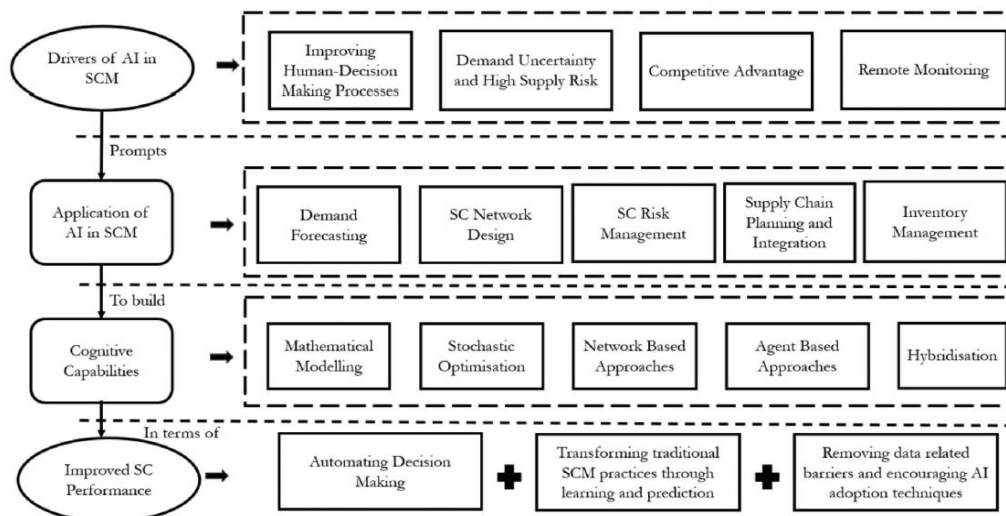 Drivers of AI in
SCM
Improving
Human-Decision
Making Processes
Demand Uncertainty
and High Supply Risk
Competitive Advantage
Remote Monitoring
Prompts
Application of
AI in SCM
Demand
Forecasting
SC Network
Design
SC Risk
Management
Supply Chain
Planning and
Integration
Inventory
Management
To build
Cognitive
Capabilities
Mathematical
Modelling
Stochastic
Optimisation
Network Based
Approaches
Agent Based
Approaches
Hybridisation
In terms of
Improved SC
Performance
Automating Decision
Making
Transforming traditional
SCM practices through
learning and prediction
Removing data related
barriers and encouraging AI
adoption techniques